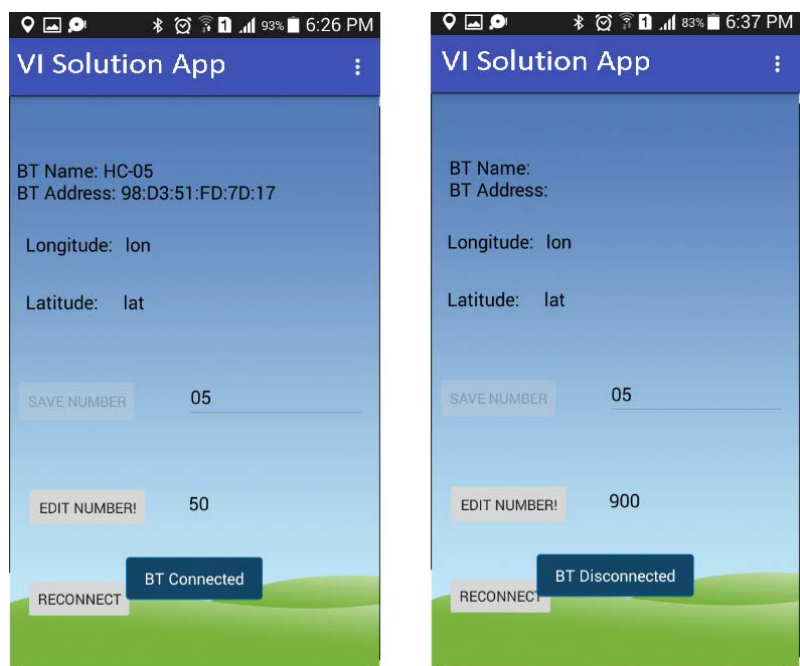 93% 6:26 PM
VI Solution App
BT Name: HC-05
BT Address: 98:D3:51:FD:7D:17
Longitude: lon
Latitude: lat
SAVE NUMBER 05
EDIT NUMBER! 50
BT Connected
RECONNECT
1 83% 6:37 PM
VI Solution App
BT Name:
BT Address:
Longitude: lon
Latitude: lat
SAVE NUMBER 05
EDIT NUMBER! 900
BT Disconnected
RECONNECT